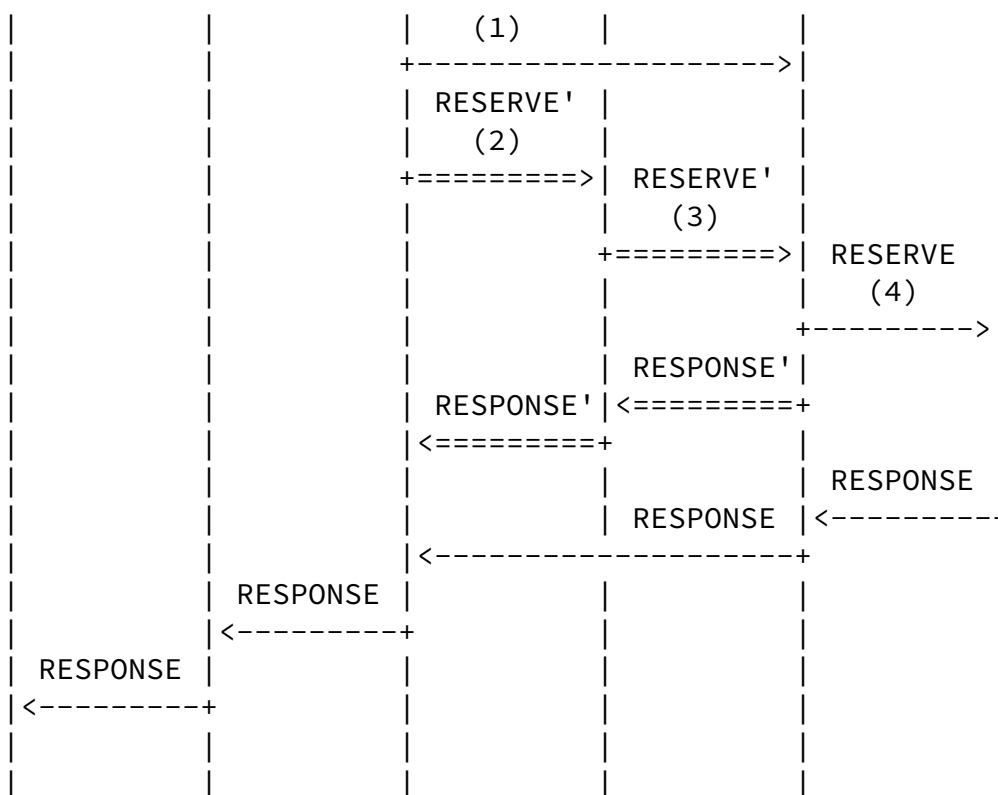 (1)
RESERVE'
(2)
RESERVE'
(3)
RESERVE
(4)
RESPONSE'
RESPONSE'
RESPONSE
RESPONSE
RESPONSE
RESPONSE